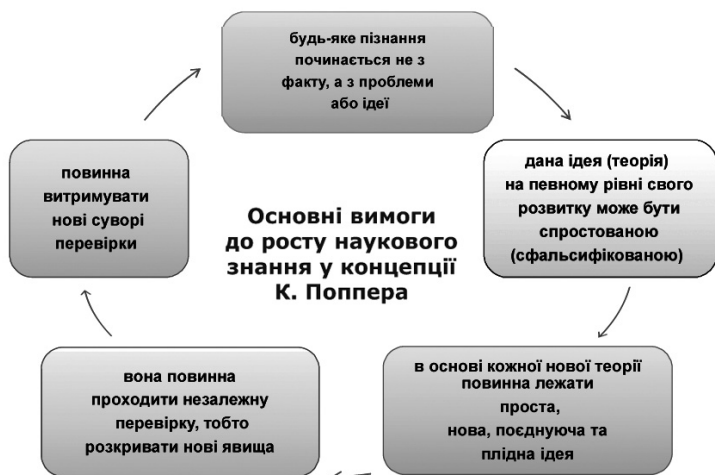 будь-яке пізнання
починається не з
факту, а з проблеми
або ідеї
дана ідея (теорія)
на певному рівні свого
розвитку може бути
спростованою
(сфальсифікованою)
в основі кожної нової теорії
повинна лежати
проста,
нова, поєднуюча та
плідна ідея
вона повинна
проходити незалежну
перевірку, тобто
розкривати нові явища
повинна
витримувати
нові суворі
перевірки
Основні вимоги
до росту наукового
знання у концепції
К. Поппера